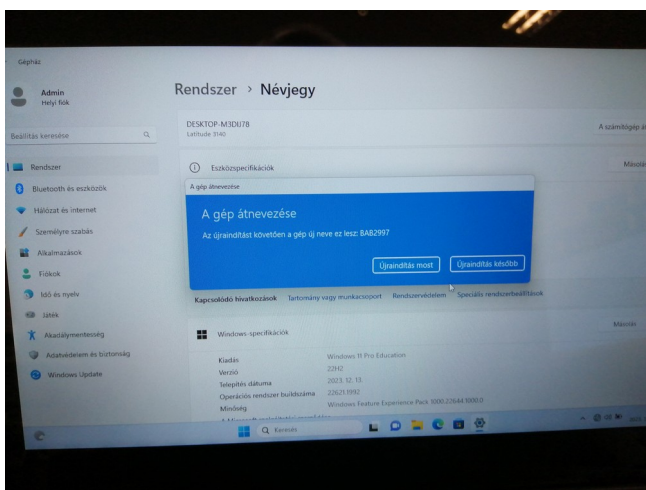 Gépház
Admin
Helyi fiók
Beállítás keresése
Rendszer
Bluetooth és eszközök
Hálózat és internet
Személyre szabás
Alkalmazások
Fiókok
Idő és nyelv
Játék
Akadálymentesség
Adatvédelem és biztonság
Windows Update
Rendszer > Névjegy
DESKTOP-M3DIJ78
Latitude 3140
A számítógép
Eszközspecifikációk
A gép átnevezése
A gép átnevezése
Az újraindítást követően a gép új neve ez lesz: BAB2997
Újraindítás most
Újraindítás később
Kapcsolódó hivatkozások Tartomány vagy munkacsoport Rendszervédelem Speciális rendszerbeállítások
Windows-specifikációk
Másolás
Kiadás Windows 11 Pro Education
Verzió 22H2
Telepítés dátuma 2023. 12. 13.
Operációs rendszer buildszáma 22621.1992
Minőség Windows Feature Experience Pack 1000.22644.1000.0
Keresés